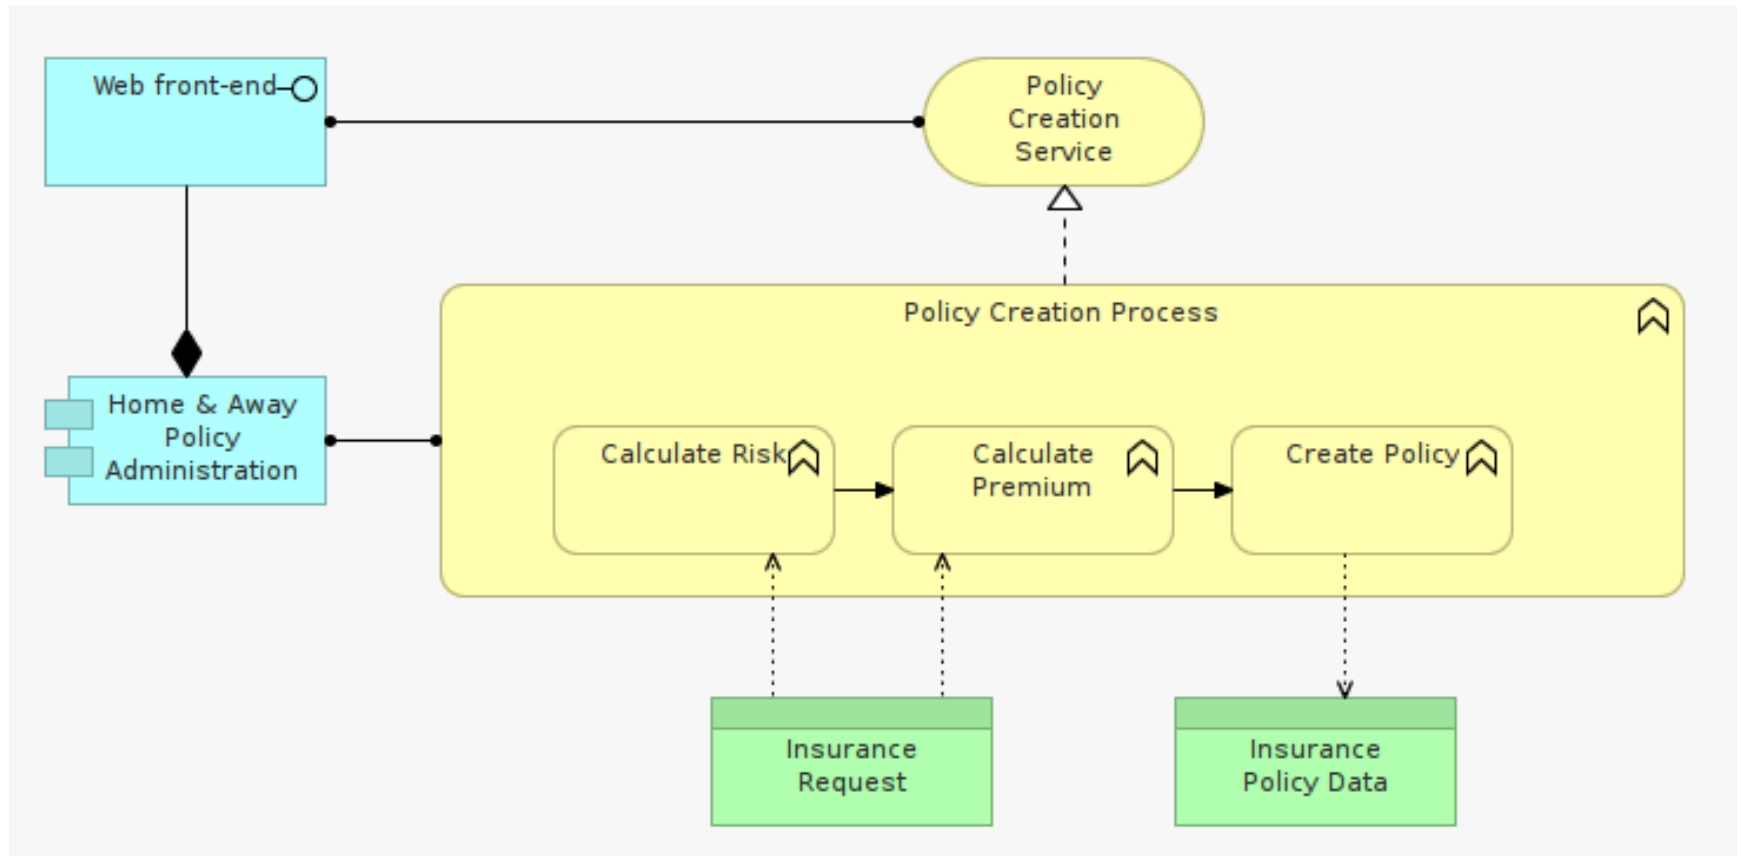 Web front-end
Policy
Creation
Service
Policy Creation Process
Home & Away
Policy
Administration
Calculate Risk
Calculate
Premium
Create Policy
Insurance
Request
Insurance
Policy Data